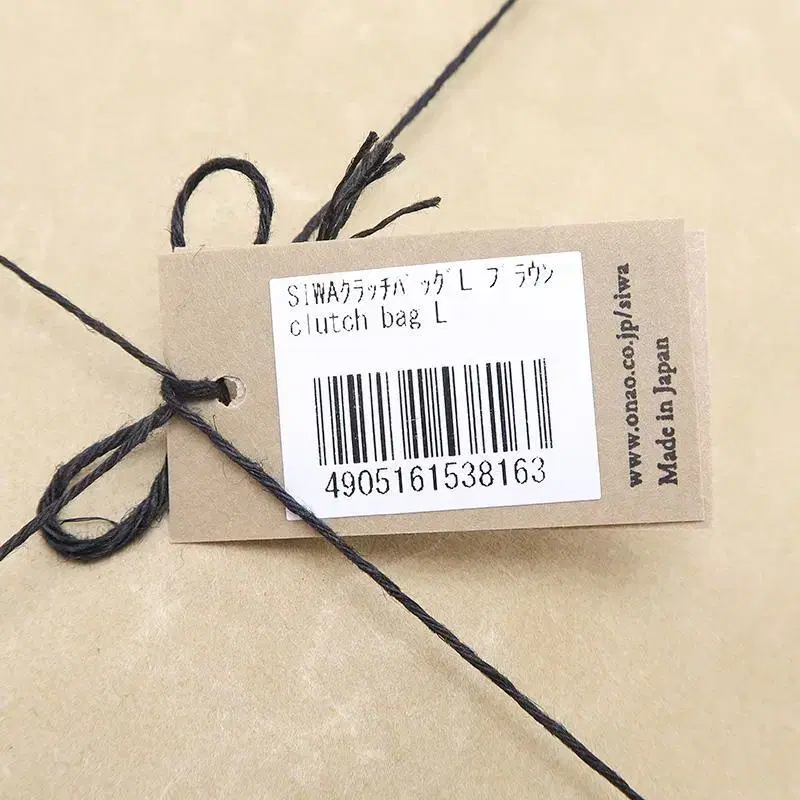 SIWAｸﾗｯﾁﾊﾞｯｸﾞL ﾌﾞﾗｳﾝ
clutch bag L
4905161538163
www.onao.co.jp/siwa
Made in Japan